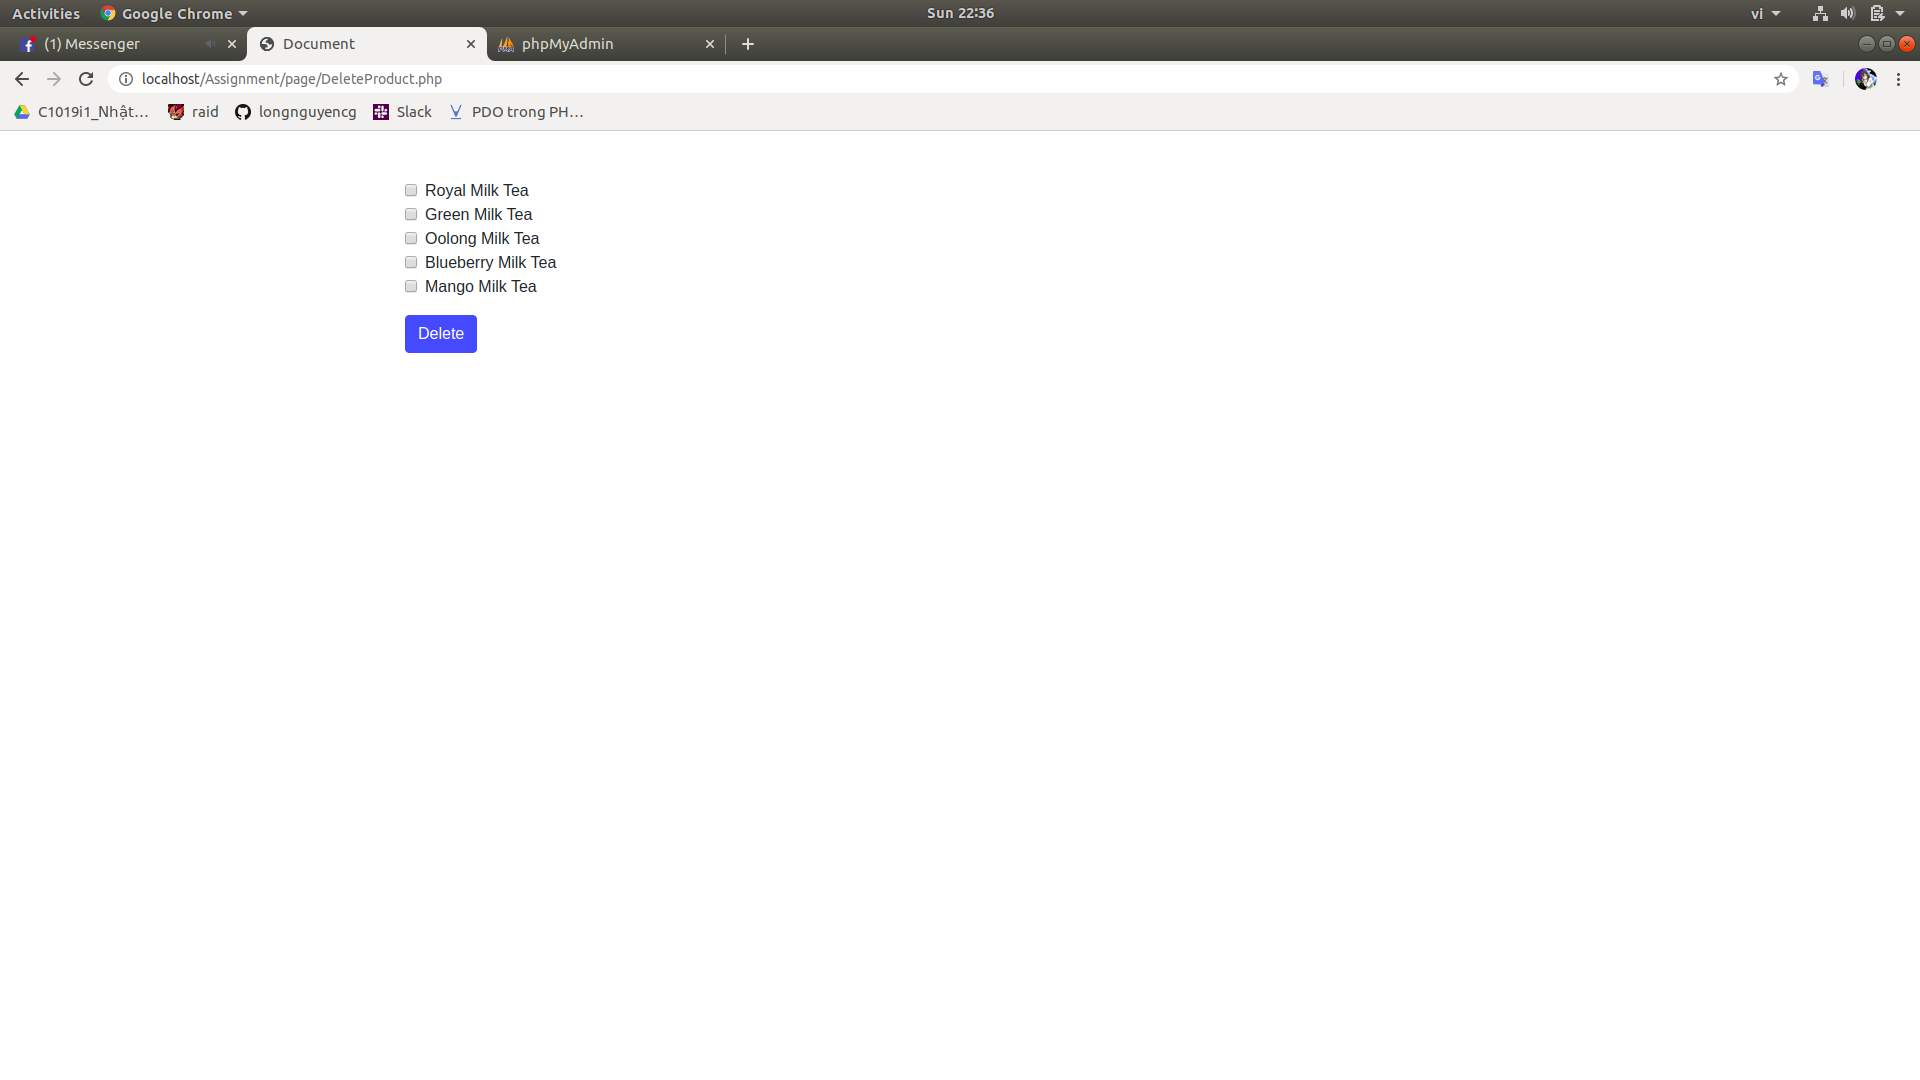 Activities Google Chrome Sun 22:36 vi
(1) Messenger Document phpMyAdmin
localhost/Assignment/page/DeleteProduct.php
C1019i1_Nhật... raid longnguyencg Slack PDO trong PH...
Royal Milk Tea
Green Milk Tea
Oolong Milk Tea
Blueberry Milk Tea
Mango Milk Tea
Delete